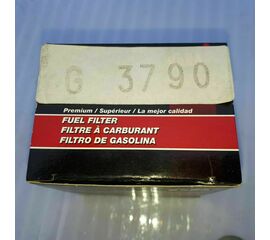 G 3790
Premium / Supérieur / La mejor calidad
FUEL FILTER
FILTRE À CARBURANT
FILTRO DE GASOLINA